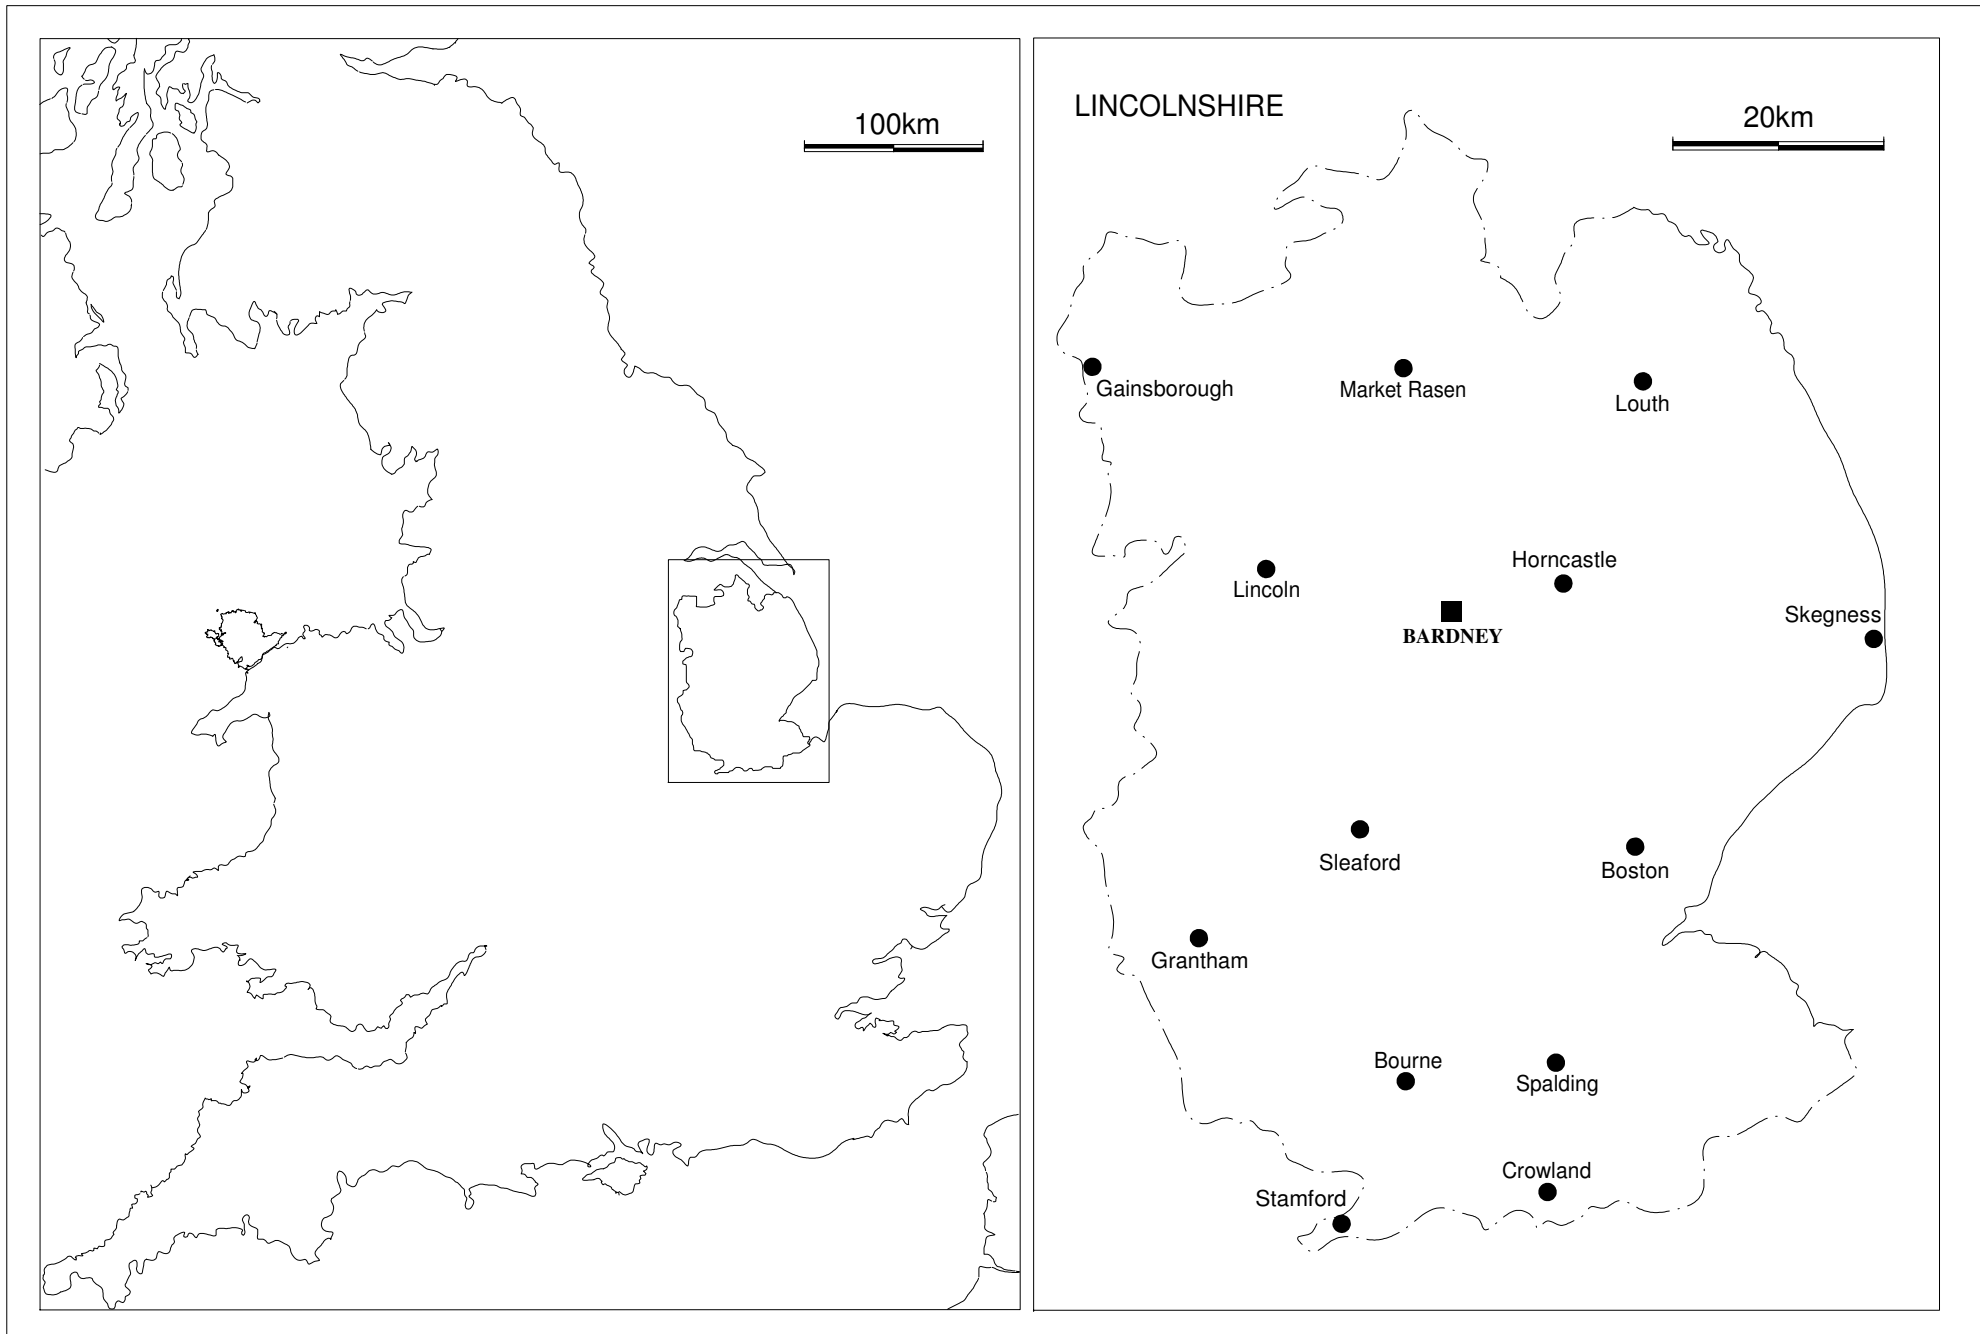 100km
LINCOLNSHIRE
20km
Gainsborough
Market Rasen
Louth
Horncastle
Lincoln
Skegness
BARDNEY
Sleaford
Boston
Grantham
Bourne
Spalding
Crowland
Stamford